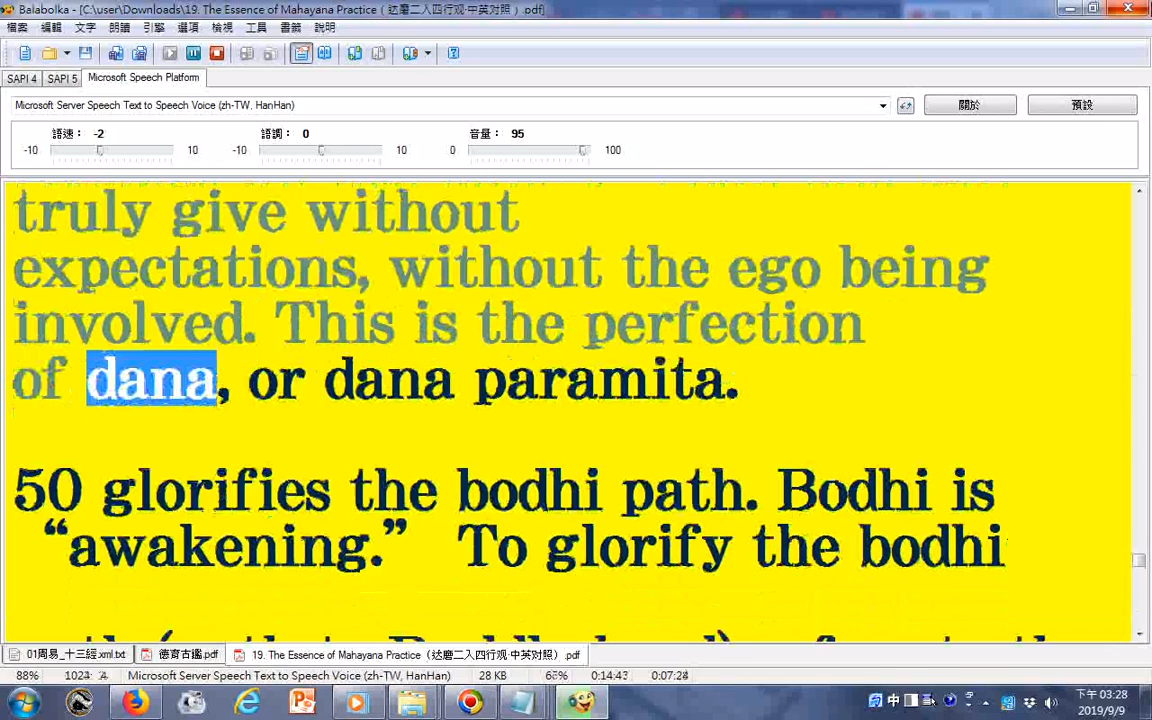 Balabolka - [C:\user\Downloads\19. The Essence of Mahayana Practice（达磨二入四行观·中英对照）.pdf]
檔案 編輯 文字 朗讀 引擎 選項 檢視 工具 書籤 說明
SAPI 4 SAPI 5 Microsoft Speech Platform
Microsoft Server Speech Text to Speech Voice (zh-TW, HanHan) 關於 預設
語速： -2 語調： 0 音量： 95
-10 10 -10 10 0 100
truly give without
expectations, without the ego being
involved. This is the perfection
of dana, or dana paramita.
50 glorifies the bodhi path. Bodhi is
“awakening.” To glorify the bodhi
01周易_十三經.xml.txt 德育古鑑.pdf 19. The Essence of Mahayana Practice（达磨二入四行观·中英对照）.pdf
88% Microsoft Server Speech Text to Speech Voice (zh-TW, HanHan) 28 KB 0:14:43 0:07:24
中 下午 03:28
2019/9/9